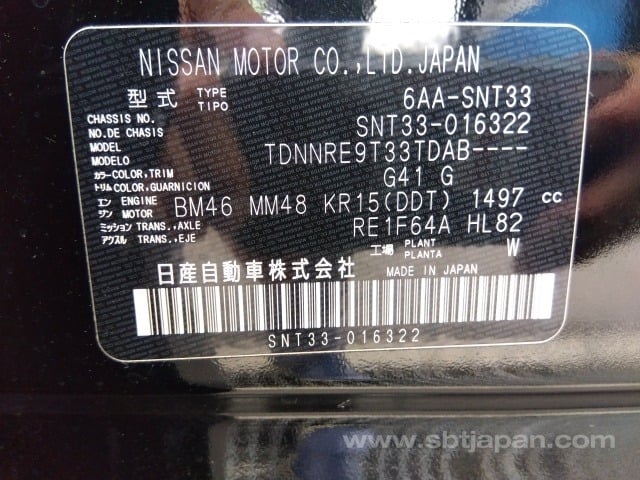 NISSAN MOTOR CO.,LTD.JAPAN
型式 TYPE TIPO 6AA-SNT33
CHASSIS NO. NO.DE CHASIS SNT33-016322
MODEL MODELO TDNNRE9T33TDAB----
カラー COLOR,TRIM トリム COLOR,GUARNICION G41 G
エン ENGINE ジン MOTOR BM46 MM48 KR15(DDT) 1497 cc
ミッション TRANS.,AXLE アクスル TRANS.,EJE RE1F64A HL82
工場 PLANT PLANTA W
日産自動車株式会社 MADE IN JAPAN
SNT33-016322
www.sbtjapan.com